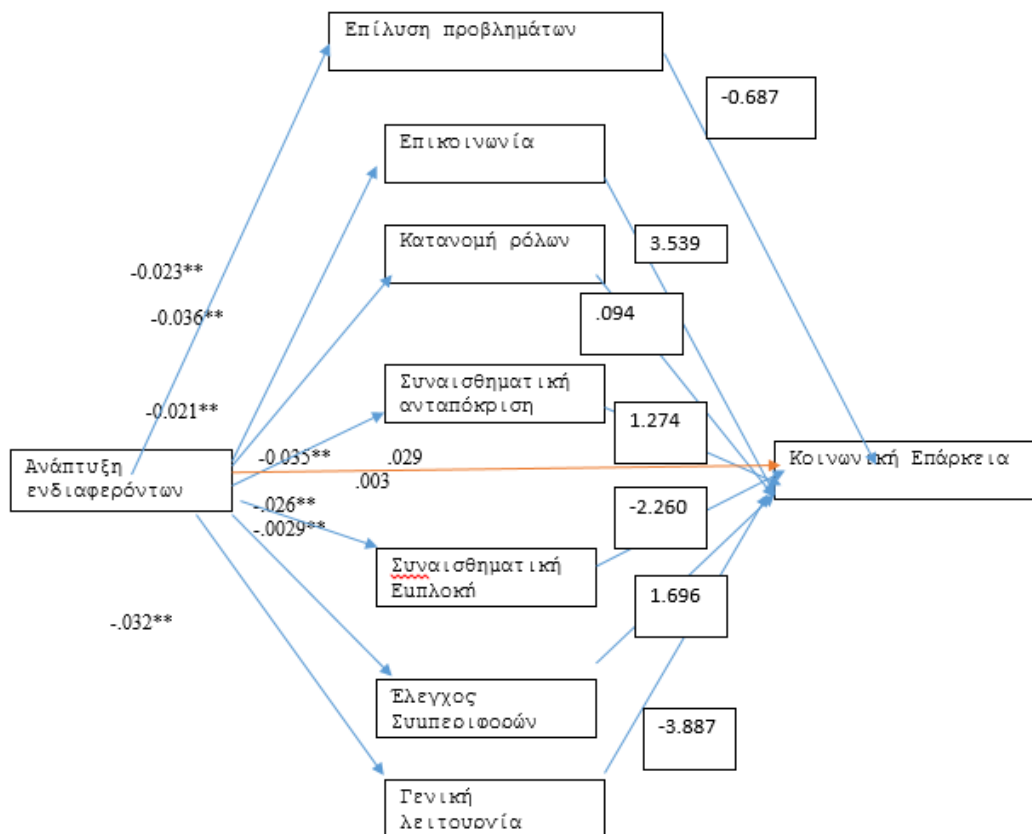 Επίλυση προβλημάτων
-0.687
Επικοινωνία
Κατανομή ρόλων
3.539
-0.023**
.094
-0.036**
Συναισθηματική
ανταπόκριση
-0.021**
1.274
Ανάπτυξη
ενδιαφερόντων
-0.035**
.029
.003
Κοινωνική Επάρκεια
-.026**
-.0029**
-2.260
Συναισθηματική
Εμπλοκή
1.696
-.032**
Έλεγχος
Συμπεριφορών
-3.887
Γενική
λειτουργία